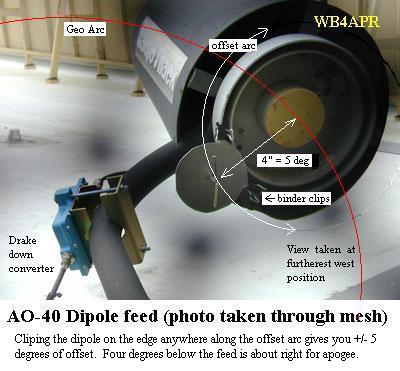 WB4APR
Geo Arc
offset arc
4" = 5 deg
<- binder clips
Drake
down
converter
View taken at
furtherest west
position
AO-40 Dipole feed (photo taken through mesh)
Cliping the dipole on the edge anywhere along the offset arc gives you +/- 5
degrees of offset. Four degrees below the feed is about right for apogee.